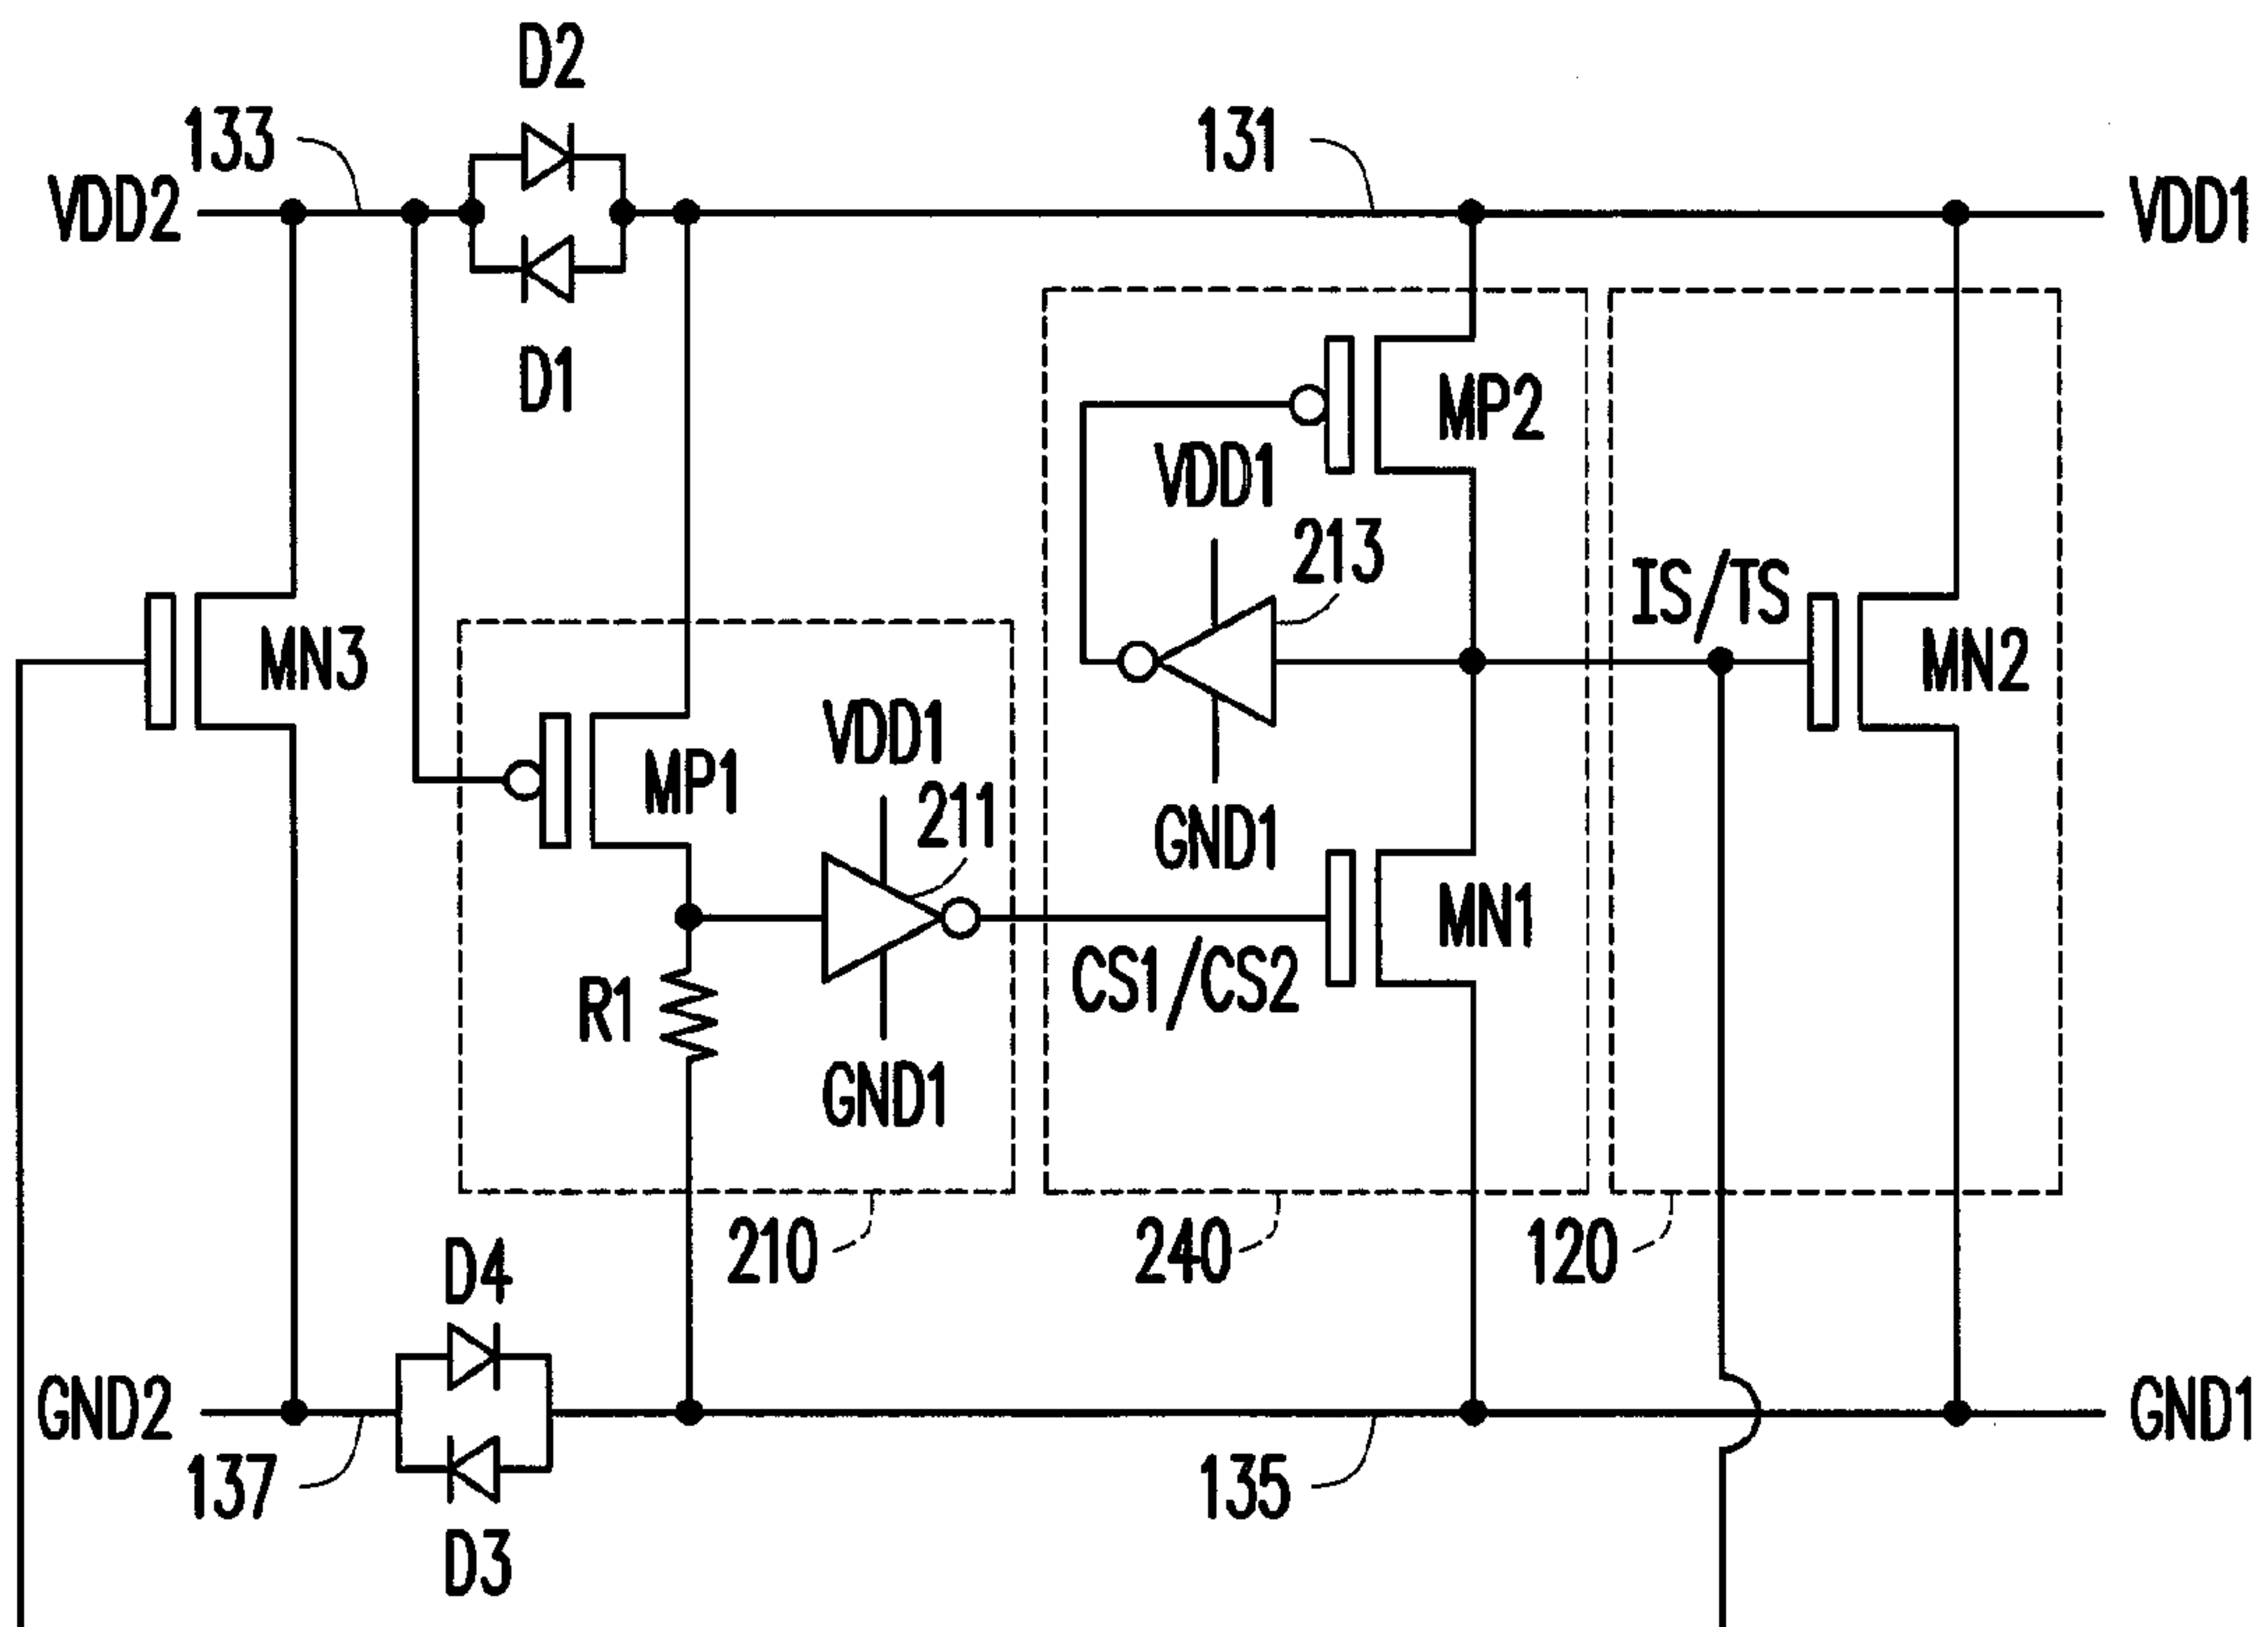 D2
133
131
VDD2
VDD1
D1
MP2
VDD1
213
IS/TS
MN3
MN2
VDD1
MP1
211
GND1
MN1
CS1/CS2
R1
GND1
210
240
120
D4
GND2
GND1
137
135
D3